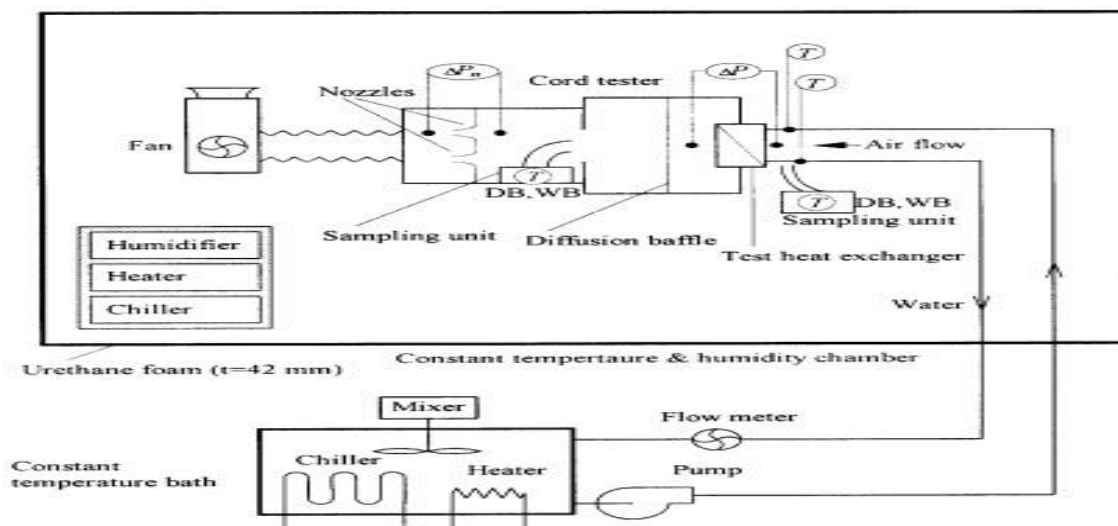 T
ΔPn
ΔP
T
Cord tester
Nozzles
Fan
Air flow
T
DB,WB
T
DB,WB
Sampling unit
Sampling unit
Diffusion baffle
Test heat exchanger
Humidifier
Heater
Chiller
Water
Urethane foam (t=42 mm)
Constant tempertaure & humidity chamber
Mixer
Flow meter
Chiller
Heater
Pump
Constant
temperature bath